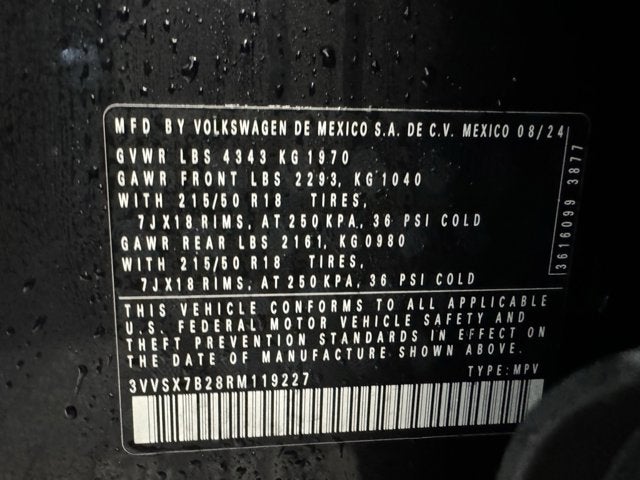 MFD BY VOLKSWAGEN DE MEXICO S.A. DE C.V. MEXICO 08/24
GVWR LBS 4343 KG 1970
GAWR FRONT LBS 2293, KG 1040
WITH 215/50 R18 TIRES,
7JX18 RIMS, AT 250 KPA, 36 PSI COLD
GAWR REAR LBS 2161, KG 0980
WITH 215/50 R18 TIRES,
7JX18 RIMS, AT 250 KPA, 36 PSI COLD
3616099 3877
THIS VEHICLE CONFORMS TO ALL APPLICABLE
U.S. FEDERAL MOTOR VEHICLE SAFETY AND
THEFT PREVENTION STANDARDS IN EFFECT ON
THE DATE OF MANUFACTURE SHOWN ABOVE.
3VVSX7B28RM119227 TYPE: MPV